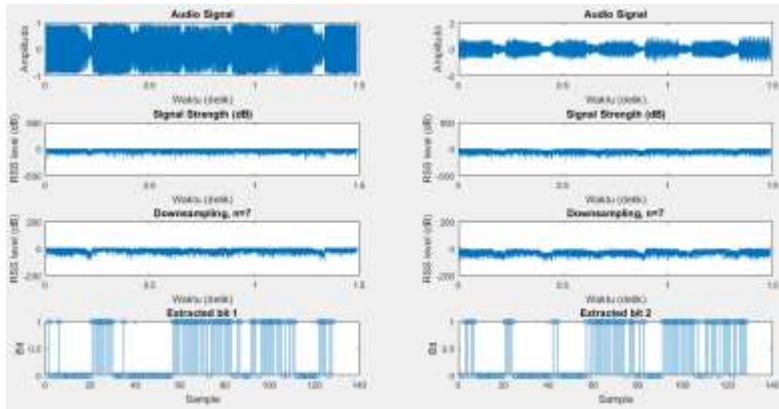 Audio Signal
Amplitudo
1
0
-1
0
0.5
1
1.5
Waktu (detik)
Signal Strength (dB)
RSS level (dB)
500
0
-500
0
0.5
1
1.5
Waktu (detik)
Downsampling, n=7
RSS level (dB)
200
0
-200
0
0.5
1
1.5
Waktu (detik)
Extracted bit 1
Bit
1
0.5
0
0
20
40
60
80
100
120
140
Sample
Audio Signal
Amplitudo
2
0
-2
0
0.5
1
1.5
Waktu (detik)
Signal Strength (dB)
RSS level (dB)
500
0
-500
0
0.5
1
1.5
Waktu (detik)
Downsampling, n=7
RSS level (dB)
200
0
-200
0
0.5
1
1.5
Waktu (detik)
Extracted bit 2
Bit
1
0.5
0
0
20
40
60
80
100
120
140
Sample